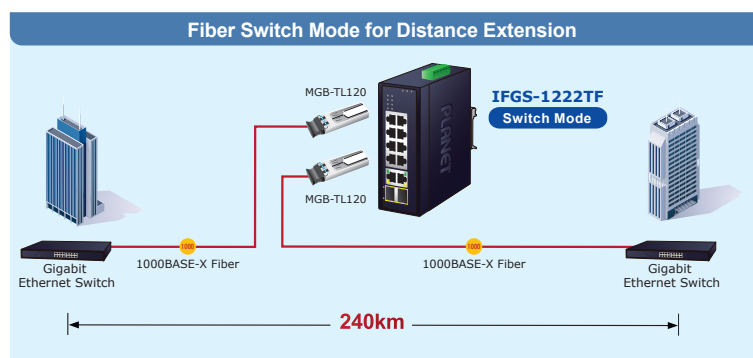 Fiber Switch Mode for Distance Extension
MGB-TL120
IFGS-1222TF
Switch Mode
PLANET
MGB-TL120
1000
1000BASE-X Fiber
1000
1000BASE-X Fiber
Gigabit
Ethernet Switch
Gigabit
Ethernet Switch
240km